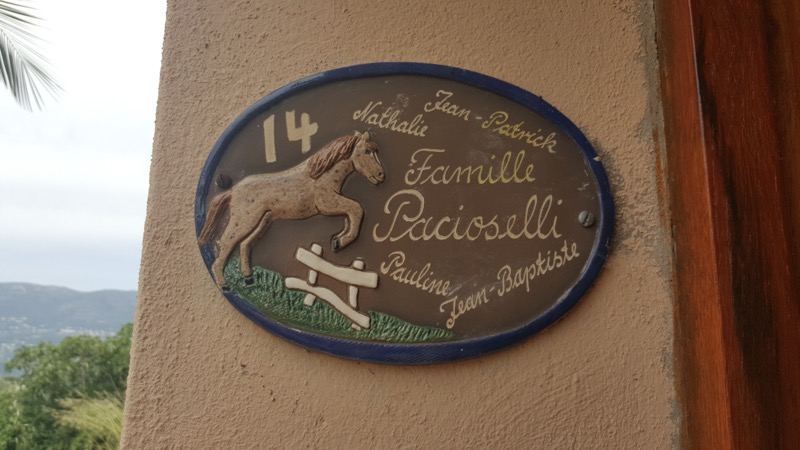 14
Nathalie
Jean-Patrick
Famille
Pacioselli
Pauline
Jean-Baptiste